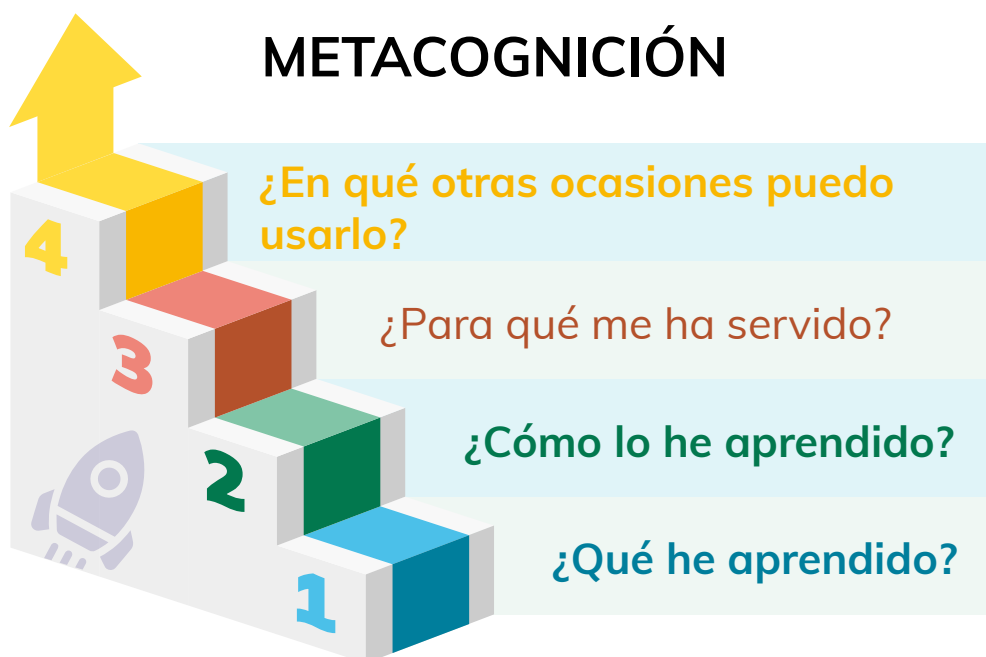 METACOGNICIÓN
¿En qué otras ocasiones puedo
usarlo?
4
¿Para qué me ha servido?
3
¿Cómo lo he aprendido?
2
¿Qué he aprendido?
1